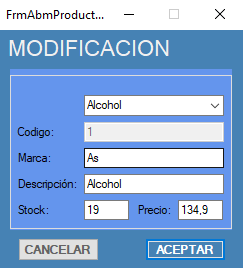 FrmAbmProduct...
MODIFICACION
Alcohol
Codigo: 1
Marca: As
Descripción: Alcohol
Stock: 19 Precio: 134,9
CANCELAR ACEPTAR